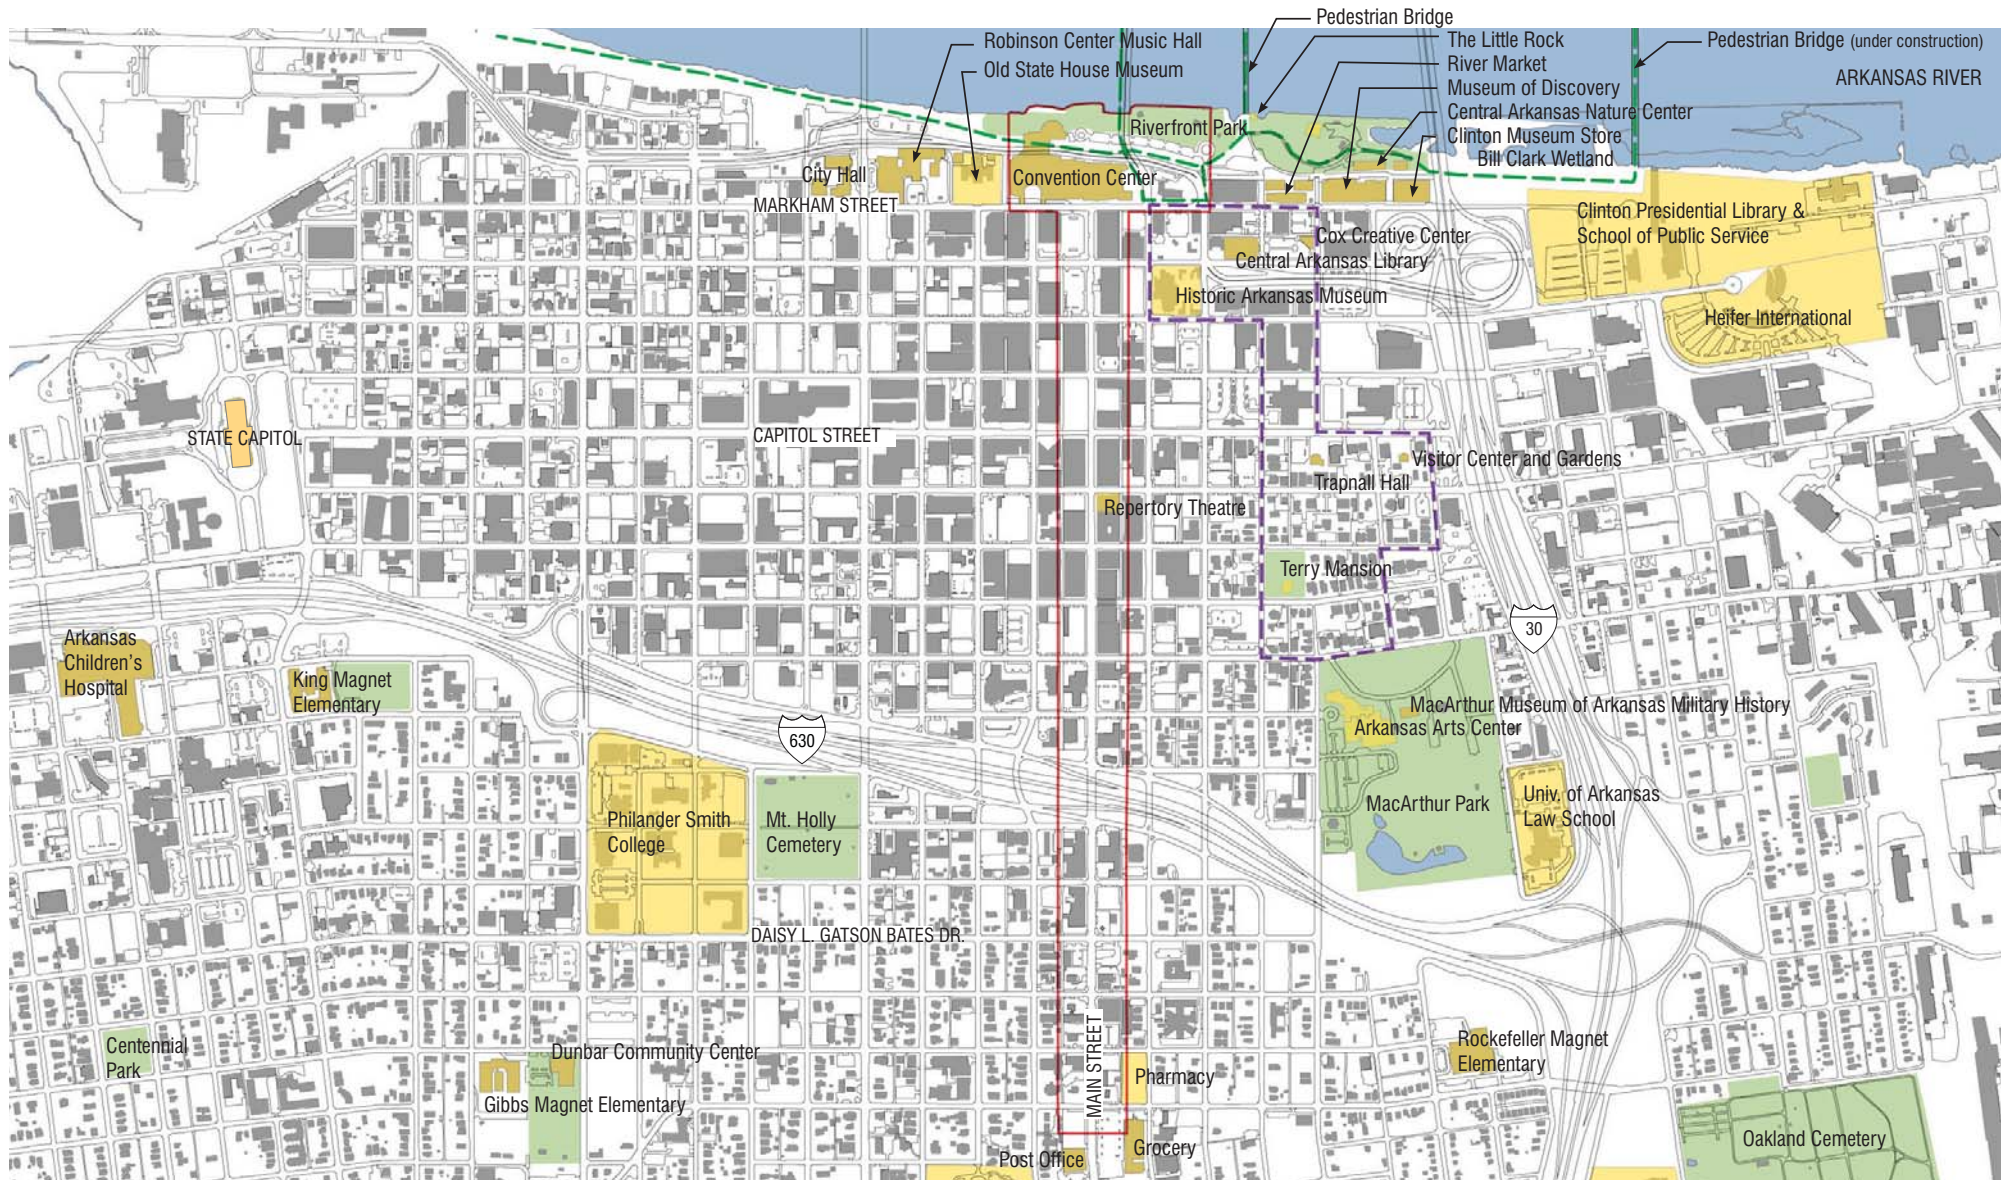 Pedestrian Bridge
Robinson Center Music Hall
Old State House Museum
The Little Rock
River Market
Museum of Discovery
Central Arkansas Nature Center
Clinton Museum Store
Bill Clark Wetland
Pedestrian Bridge (under construction)
ARKANSAS RIVER
Riverfront Park
City Hall
Convention Center
MARKHAM STREET
Clinton Presidential Library &
School of Public Service
Cox Creative Center
Central Arkansas Library
Historic Arkansas Museum
Heifer International
STATE CAPITOL
CAPITOL STREET
Visitor Center and Gardens
Trapnall Hall
Repertory Theatre
Terry Mansion
30
Arkansas
Children's
Hospital
King Magnet
Elementary
630
MacArthur Museum of Arkansas Military History
Arkansas Arts Center
MacArthur Park
Univ. of Arkansas
Law School
Philander Smith
College
Mt. Holly
Cemetery
DAISY L. GATSON BATES DR.
Centennial
Park
Dunbar Community Center
Gibbs Magnet Elementary
MAIN STREET
Pharmacy
Rockefeller Magnet
Elementary
Post Office
Grocery
Oakland Cemetery